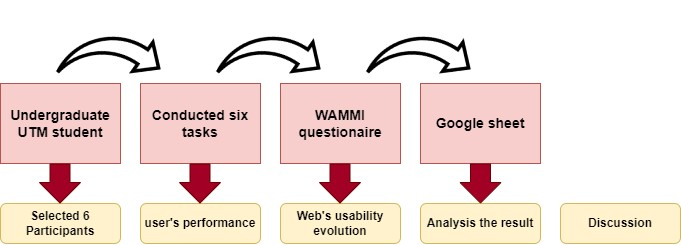 Undergraduate
UTM student
Conducted six
tasks
WAMMI
questionaire
Google sheet
Selected 6
Participants
user's performance
Web's usability
evolution
Analysis the result
Discussion